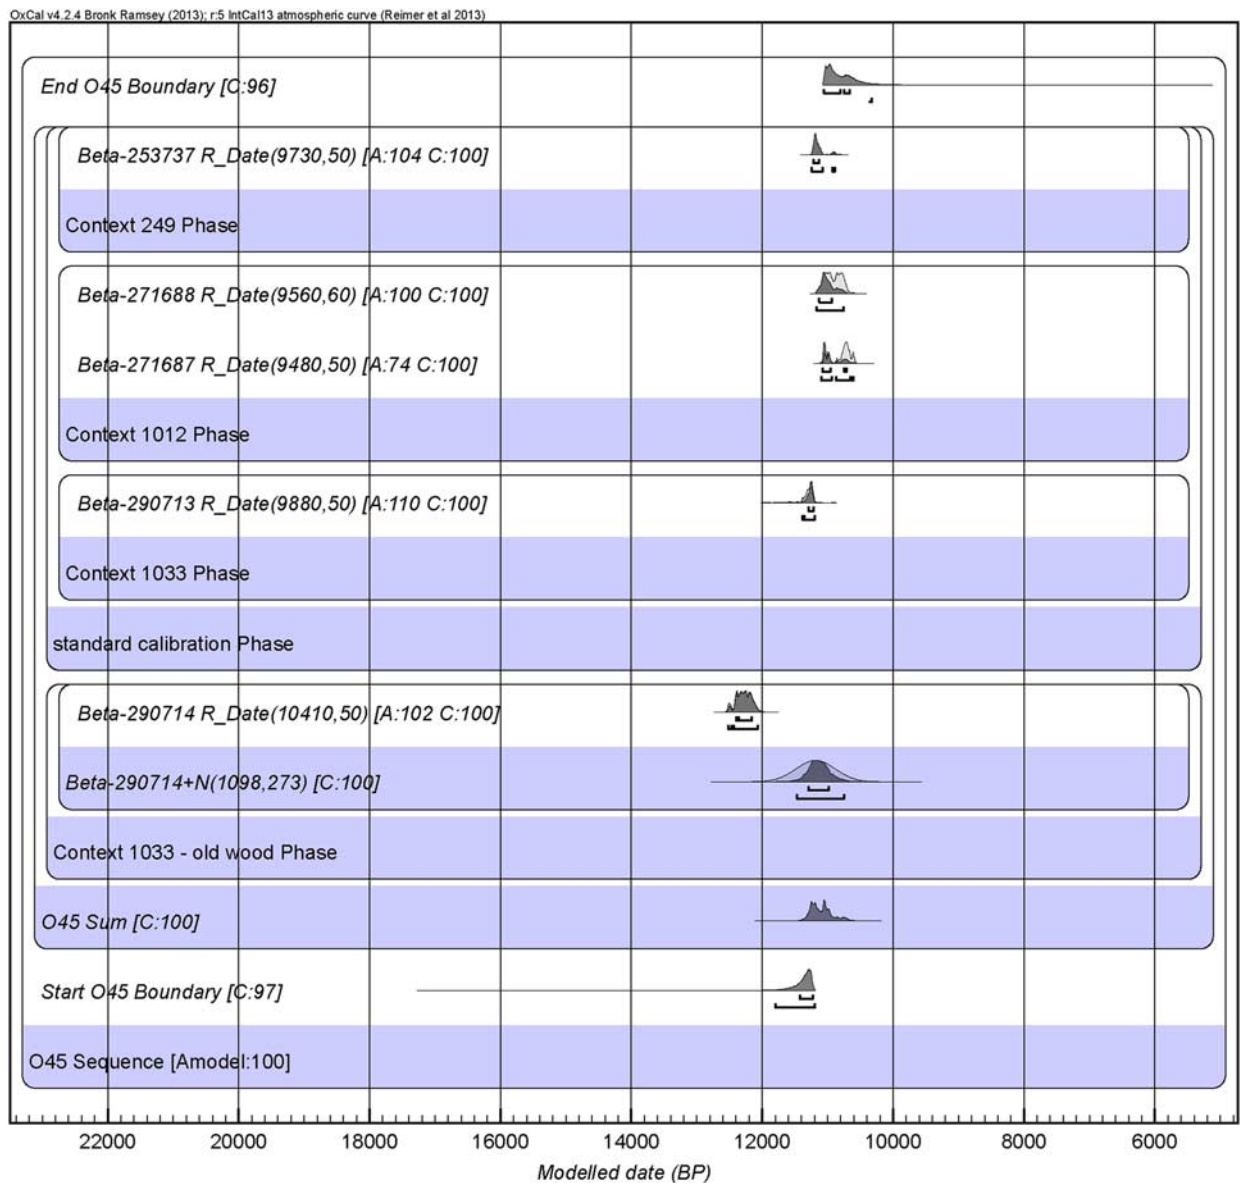 OxCal v4.2.4 Bronk Ramsey (2013); r:5 IntCal13 atmospheric curve (Reimer et al 2013)
End O45 Boundary [C:96]
Beta-253737 R_Date(9730,50) [A:104 C:100]
Context 249 Phase
Beta-271688 R_Date(9560,60) [A:100 C:100]
Beta-271687 R_Date(9480,50) [A:74 C:100]
Context 1012 Phase
Beta-290713 R_Date(9880,50) [A:110 C:100]
Context 1033 Phase
standard calibration Phase
Beta-290714 R_Date(10410,50) [A:102 C:100]
Beta-290714+N(1098,273) [C:100]
Context 1033 - old wood Phase
O45 Sum [C:100]
Start O45 Boundary [C:97]
O45 Sequence [Amodel:100]
22000 20000 18000 16000 14000 12000 10000 8000 6000
Modelled date (BP)